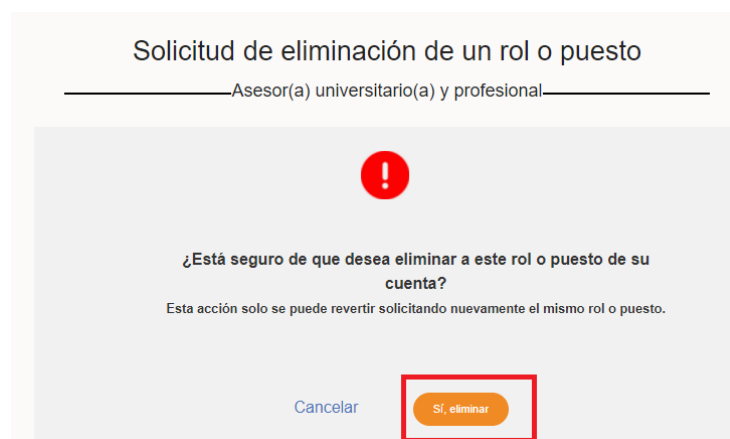 Solicitud de eliminación de un rol o puesto
Asesor(a) universitario(a) y profesional
¿Está seguro de que desea eliminar a este rol o puesto de su
cuenta?
Esta acción solo se puede revertir solicitando nuevamente el mismo rol o puesto.
Cancelar Sí, eliminar